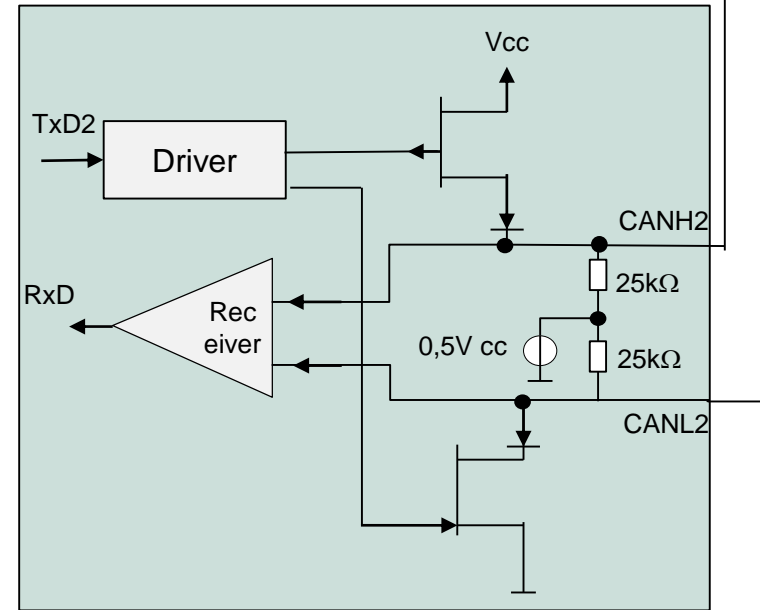 Vcc
TxD2
Driver
CANH2
25kΩ
RxD
Rec
eiver
0,5V cc
25kΩ
CANL2